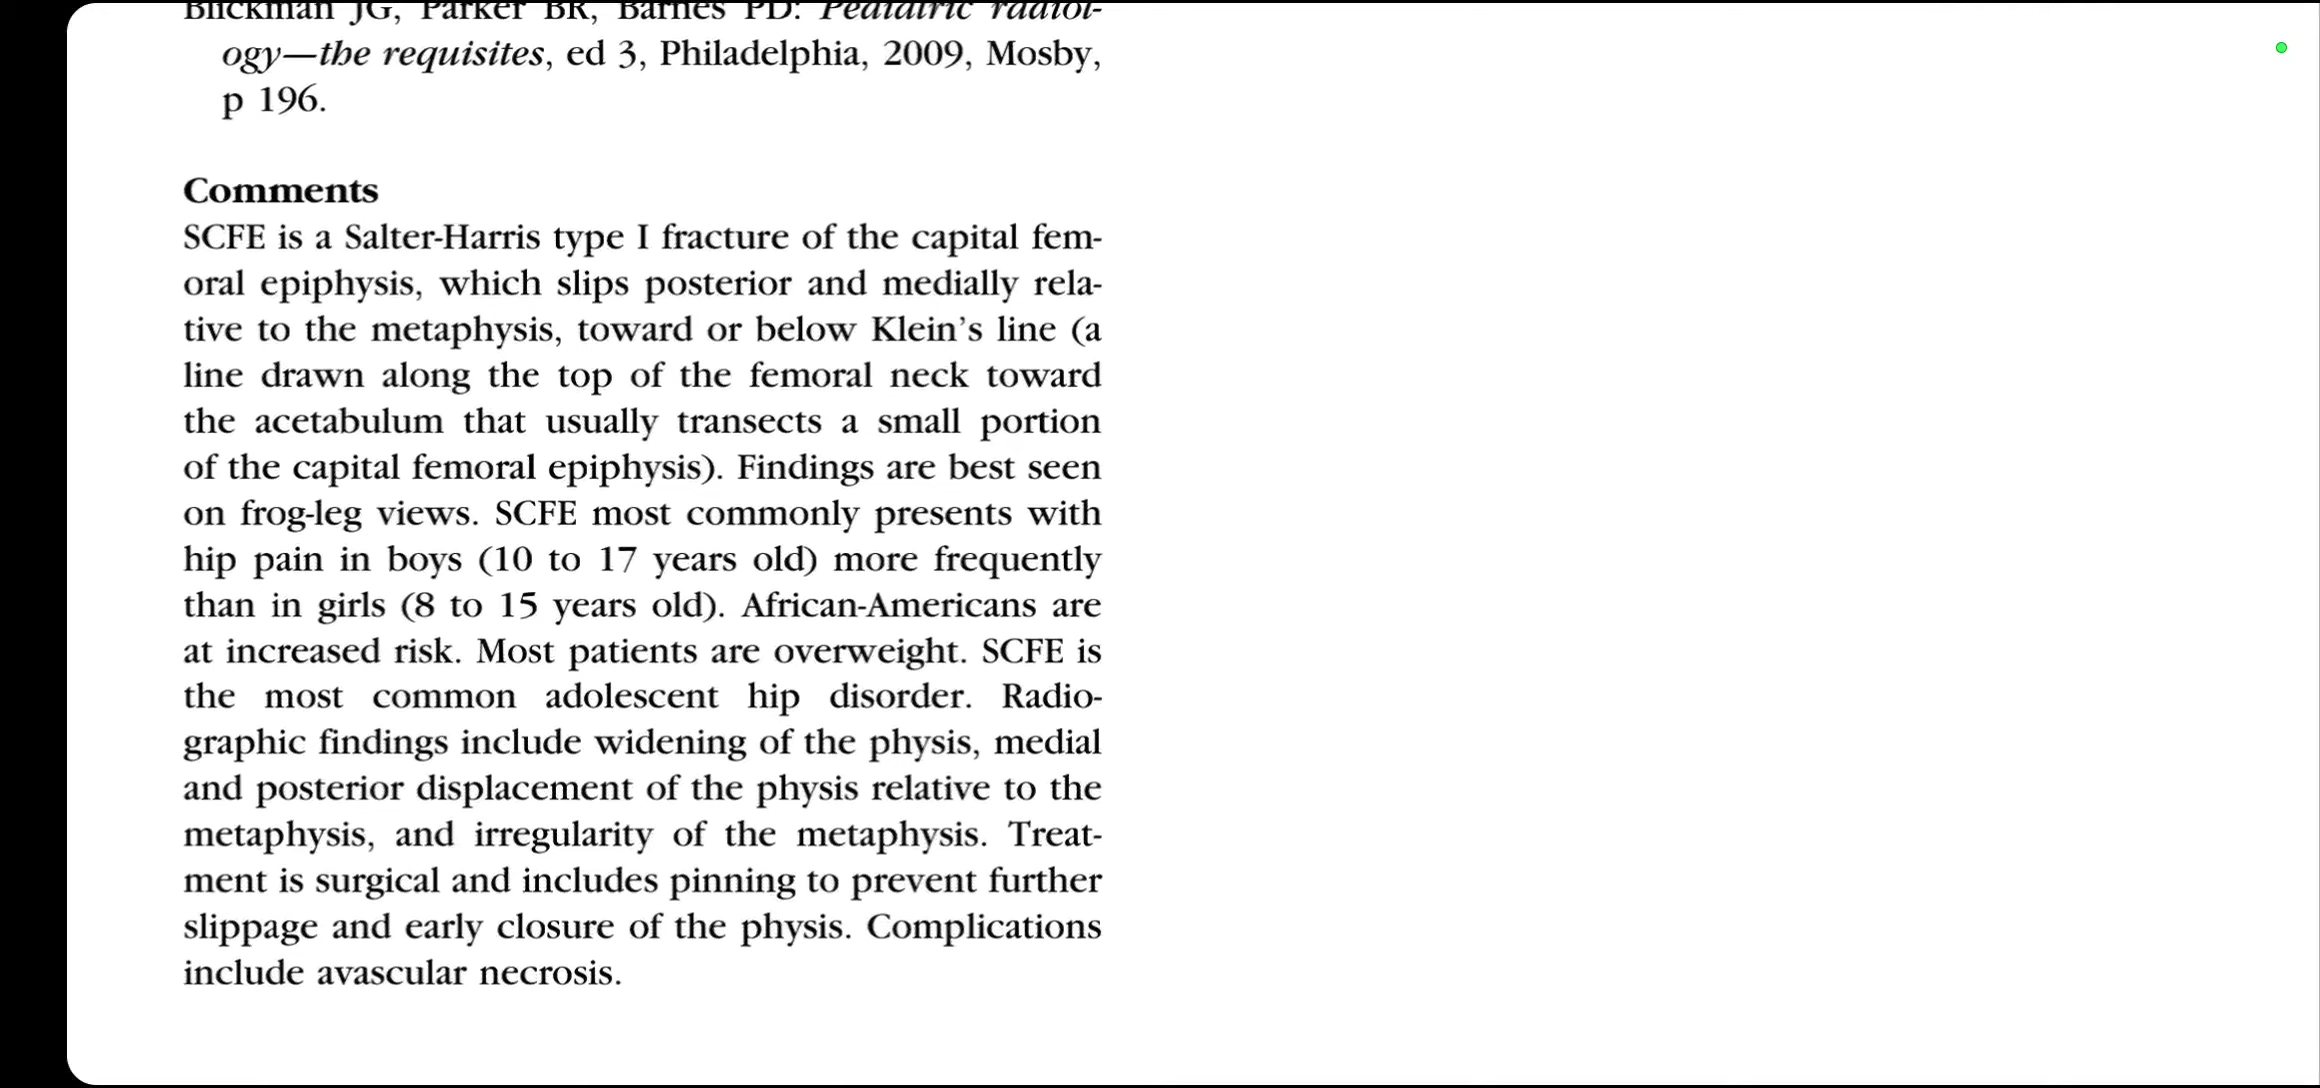 Blickman JG, Parker BR, Barnes PD: Pediatric radiol-
ogy—the requisites, ed 3, Philadelphia, 2009, Mosby,
p 196.
Comments
SCFE is a Salter-Harris type I fracture of the capital fem-
oral epiphysis, which slips posterior and medially rela-
tive to the metaphysis, toward or below Klein’s line (a
line drawn along the top of the femoral neck toward
the acetabulum that usually transects a small portion
of the capital femoral epiphysis). Findings are best seen
on frog-leg views. SCFE most commonly presents with
hip pain in boys (10 to 17 years old) more frequently
than in girls (8 to 15 years old). African-Americans are
at increased risk. Most patients are overweight. SCFE is
the most common adolescent hip disorder. Radio-
graphic findings include widening of the physis, medial
and posterior displacement of the physis relative to the
metaphysis, and irregularity of the metaphysis. Treat-
ment is surgical and includes pinning to prevent further
slippage and early closure of the physis. Complications
include avascular necrosis.